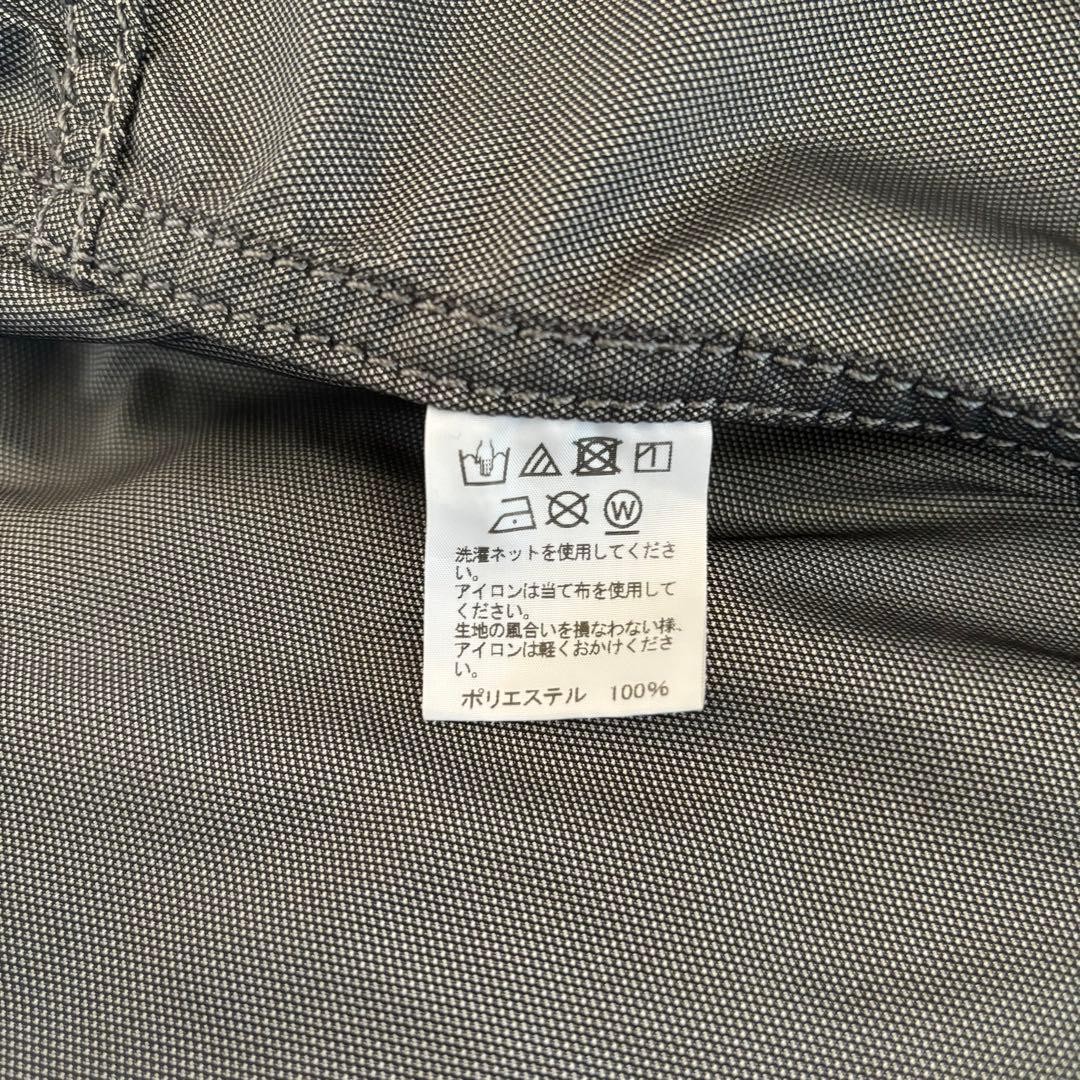 W
洗濯ネットを使用してくださ
い。
アイロンは当て布を使用して
ください。
生地の風合いを損なわない様、
アイロンは軽くおかけくださ
い。
ポリエステル 100%